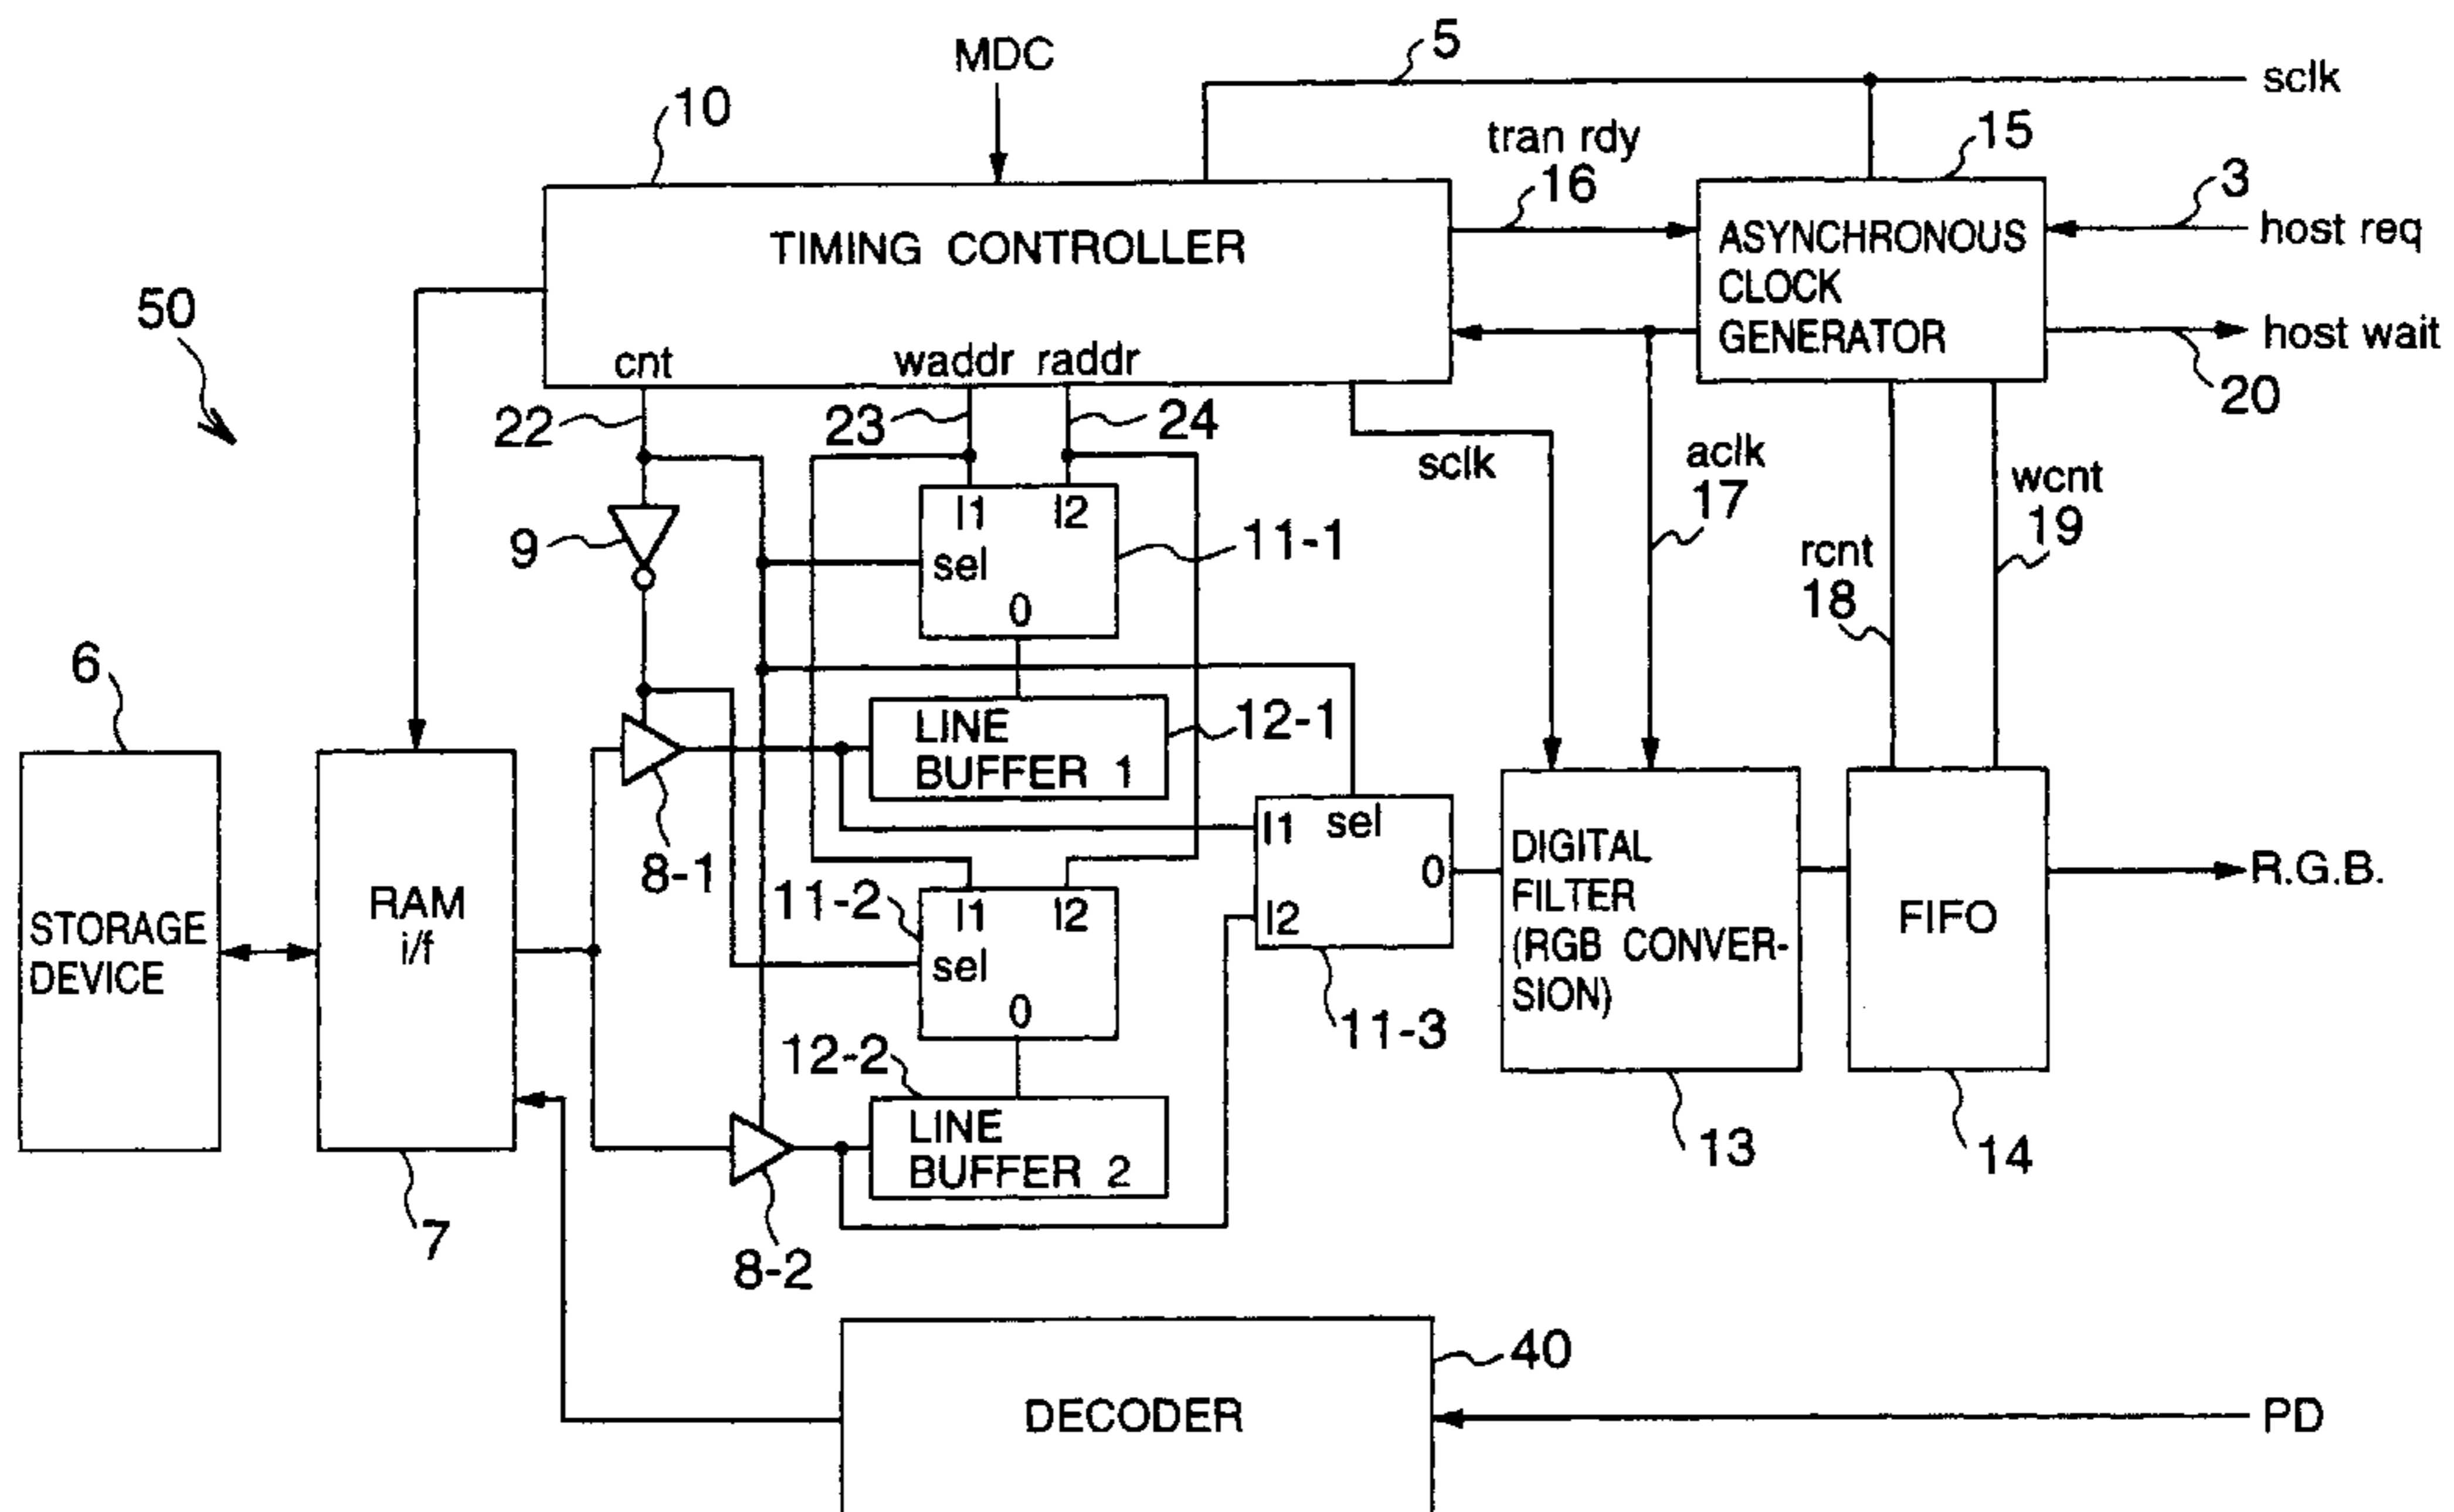 MDC
5
sclk
10
tran rdy
16
15
3
host req
TIMING CONTROLLER
ASYNCHRONOUS
CLOCK
GENERATOR
host wait
20
50
cnt
waddr raddr
22
23
24
sclk
aclk
17
wcnt
19
rcnt
18
9
I1 I2
sel
0
11-1
6
LINE
BUFFER 1
12-1
8-1
STORAGE
DEVICE
RAM
i/f
7
11-2
I1 I2
sel
0
I1 sel
I2
0
11-3
DIGITAL
FILTER
(RGB CONVER-
SION)
13
FIFO
14
R.G.B.
12-2
LINE
BUFFER 2
8-2
DECODER
40
PD